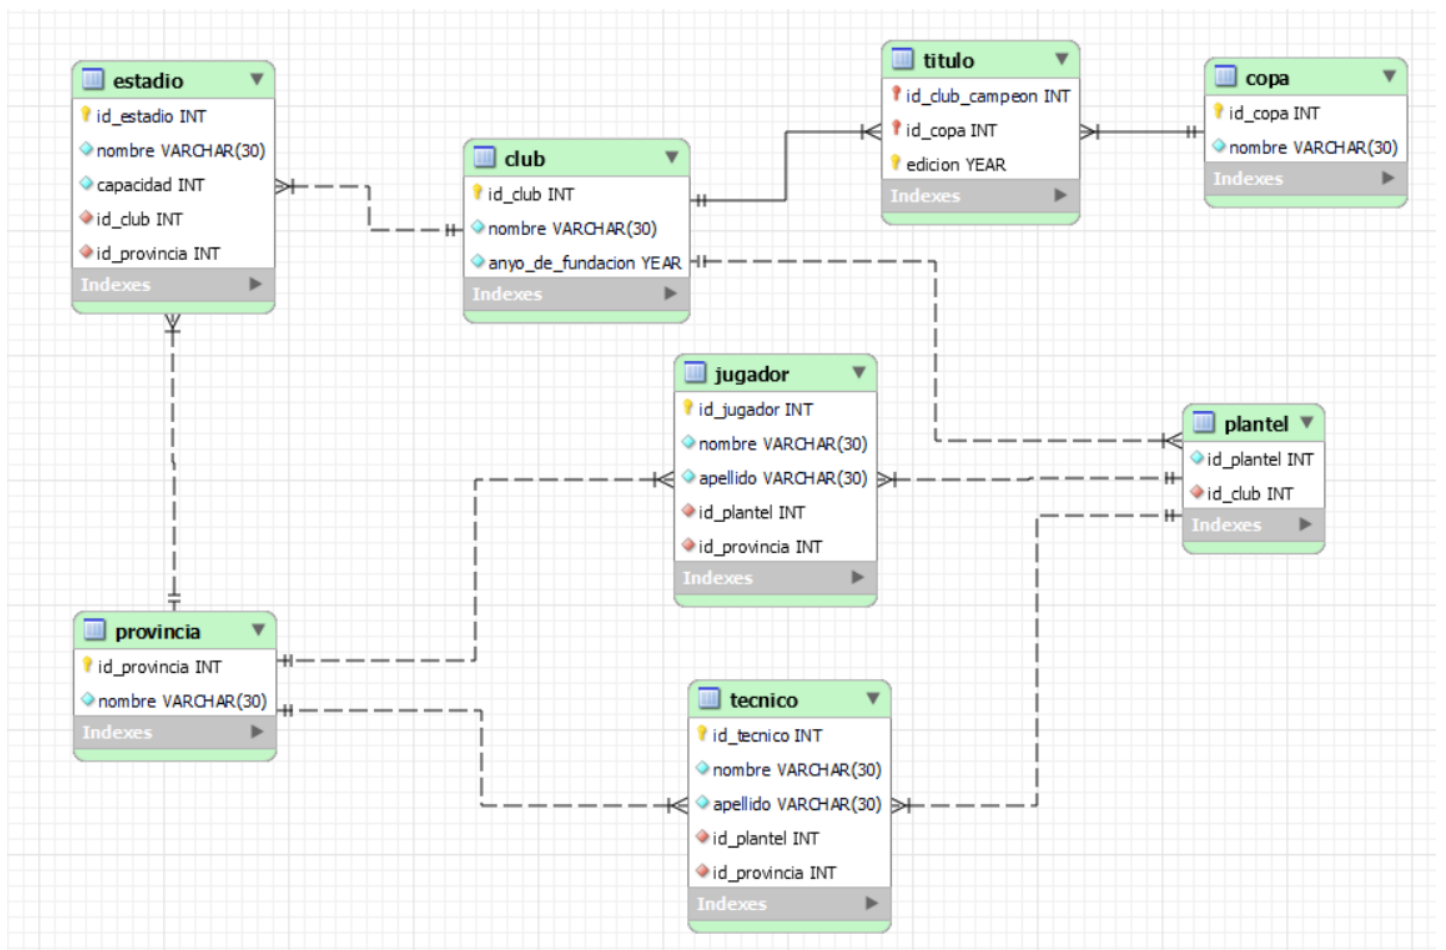 estadio
id_estadio INT
nombre VARCHAR(30)
capacidad INT
id_club INT
id_provincia INT
Indexes
club
id_club INT
nombre VARCHAR(30)
anyo_de_fundacion YEAR
Indexes
titulo
id_club_campeon INT
id_copa INT
edicion YEAR
Indexes
copa
id_copa INT
nombre VARCHAR(30)
Indexes
jugador
id_jugador INT
nombre VARCHAR(30)
apellido VARCHAR(30)
id_plantel INT
id_provincia INT
Indexes
plantel
id_plantel INT
id_club INT
Indexes
provincia
id_provincia INT
nombre VARCHAR(30)
Indexes
tecnico
id_tecnico INT
nombre VARCHAR(30)
apellido VARCHAR(30)
id_plantel INT
id_provincia INT
Indexes